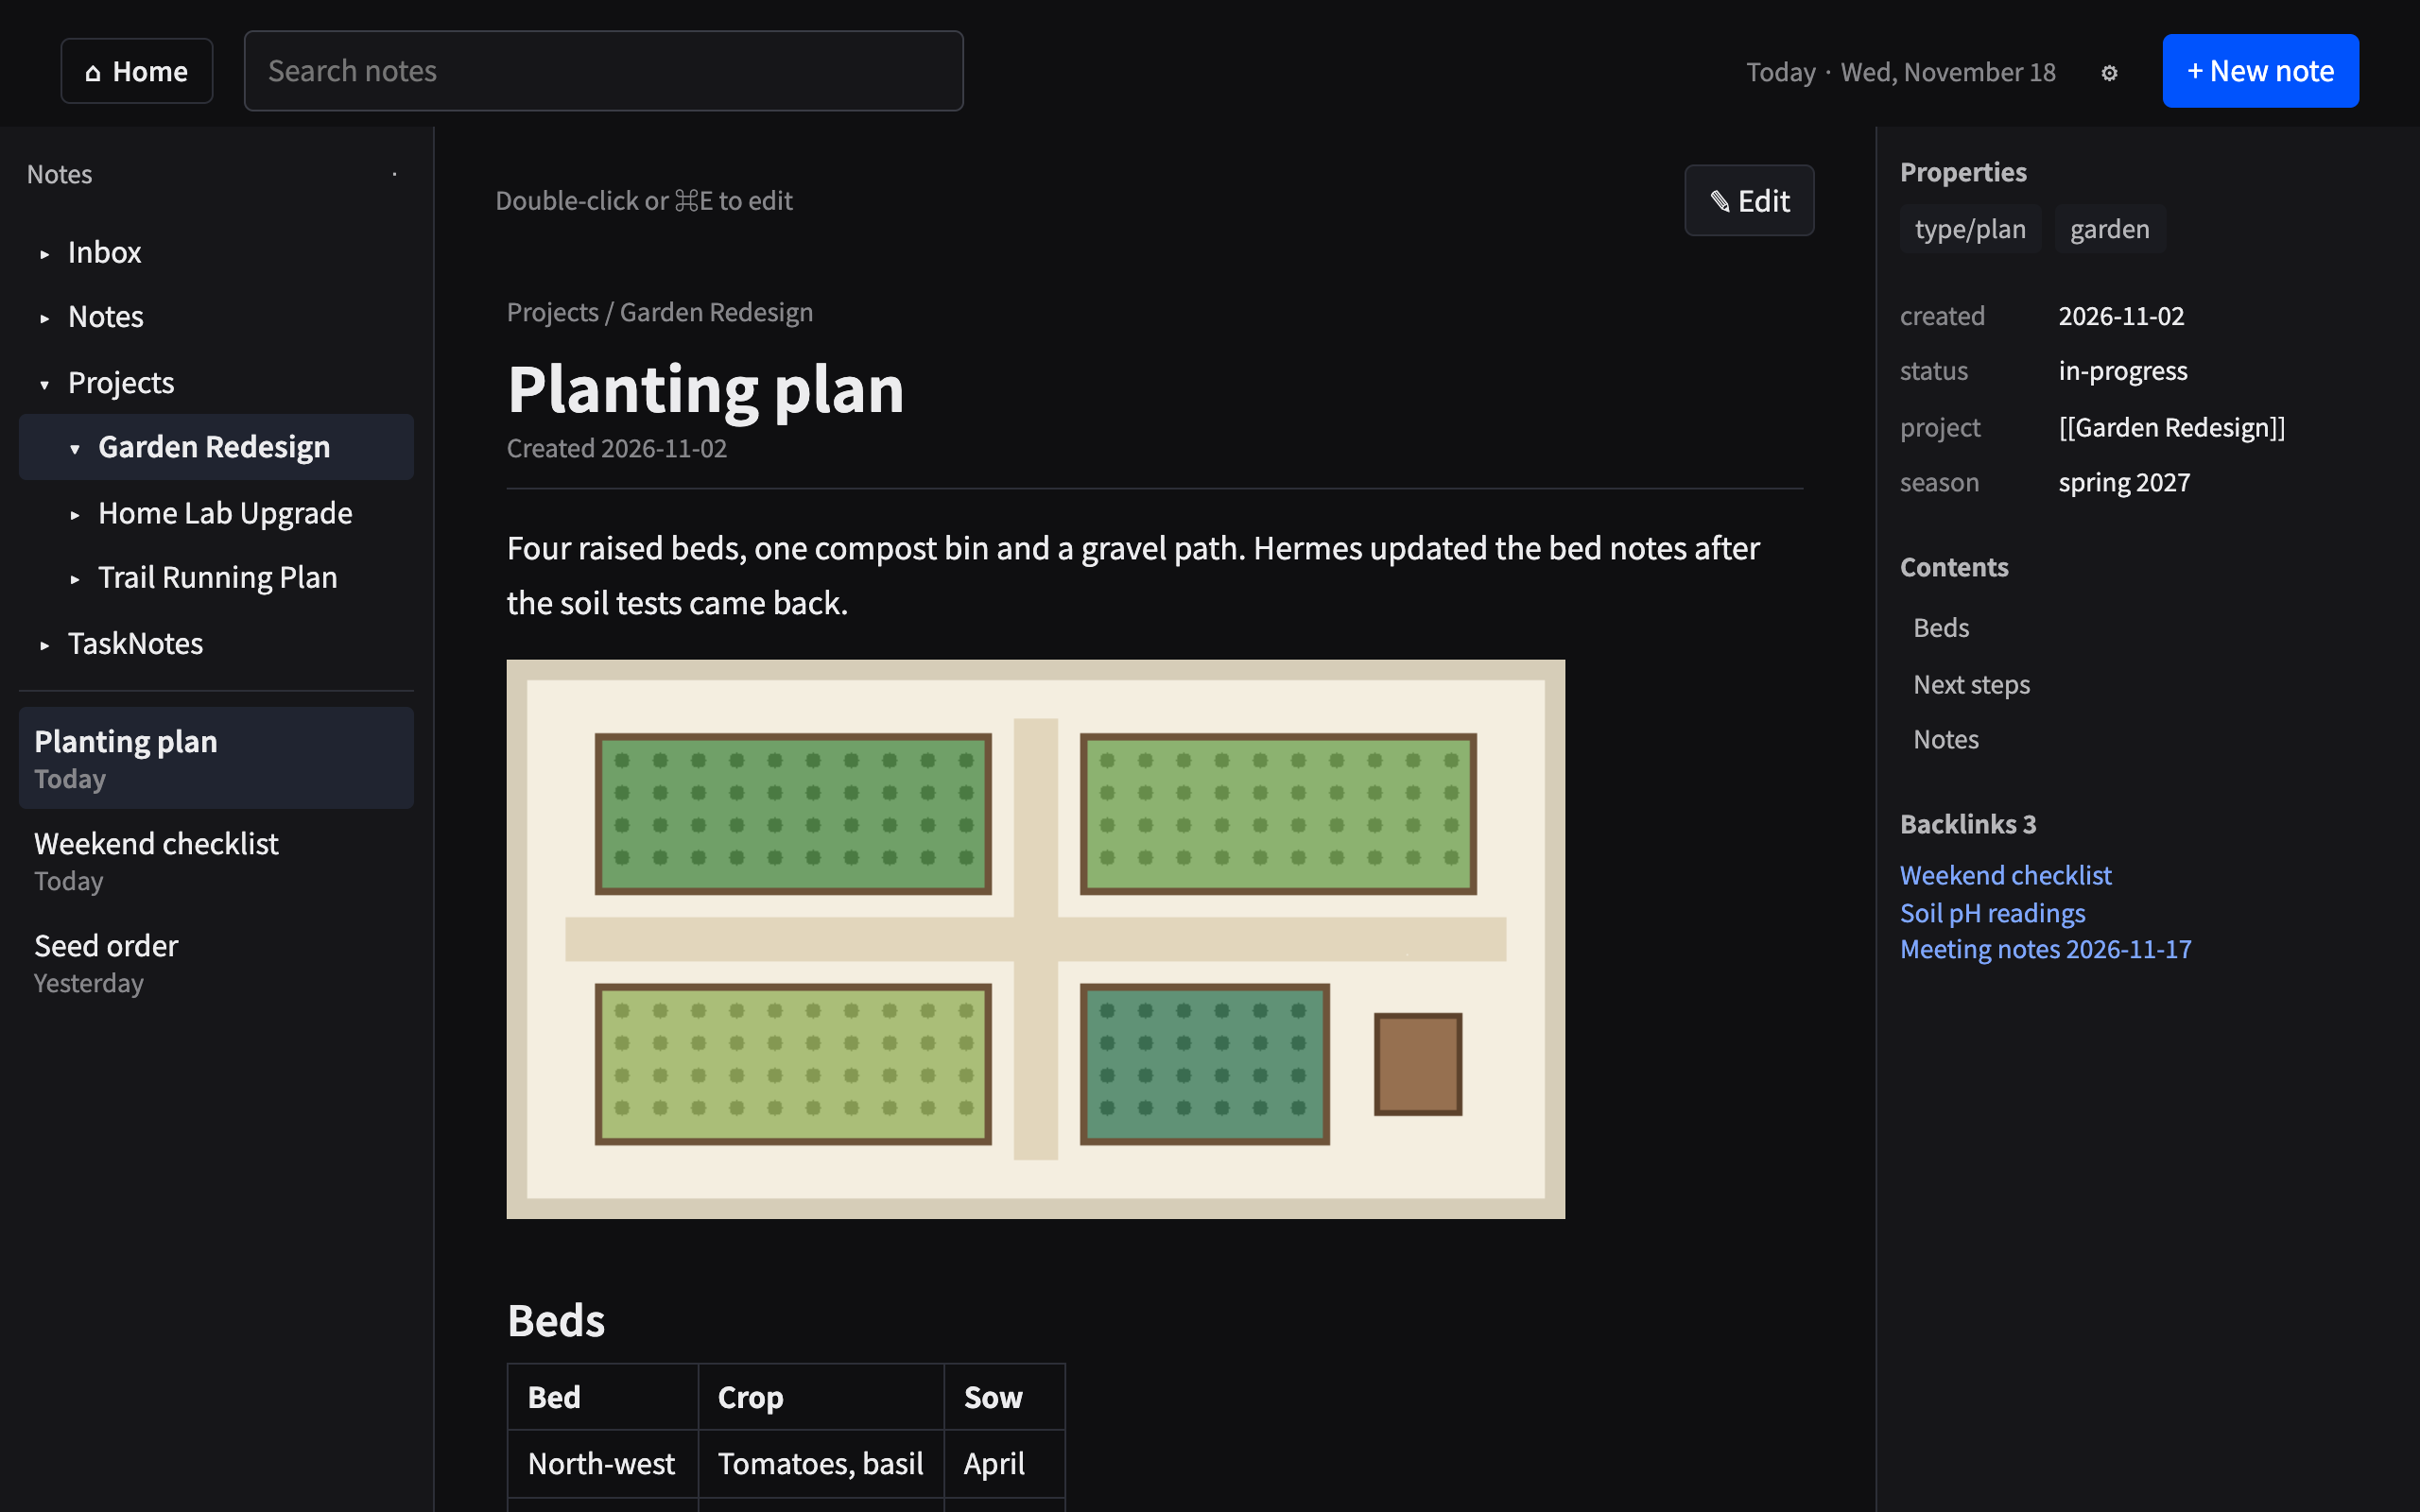 ⌂ Home
Search notes
Today · Wed, November 18
⚙
+ New note
Notes
▸ Inbox
▸ Notes
▾ Projects
▾ Garden Redesign
▸ Home Lab Upgrade
▸ Trail Running Plan
▸ TaskNotes
Planting plan
Today
Weekend checklist
Today
Seed order
Yesterday
Double-click or ⌘E to edit
✎ Edit
Projects / Garden Redesign
Planting plan
Created 2026-11-02
Four raised beds, one compost bin and a gravel path. Hermes updated the bed notes after
the soil tests came back.
Beds
Bed Crop Sow
North-west Tomatoes, basil April
Properties
type/plan garden
created 2026-11-02
status in-progress
project [[Garden Redesign]]
season spring 2027
Contents
Beds
Next steps
Notes
Backlinks 3
Weekend checklist
Soil pH readings
Meeting notes 2026-11-17